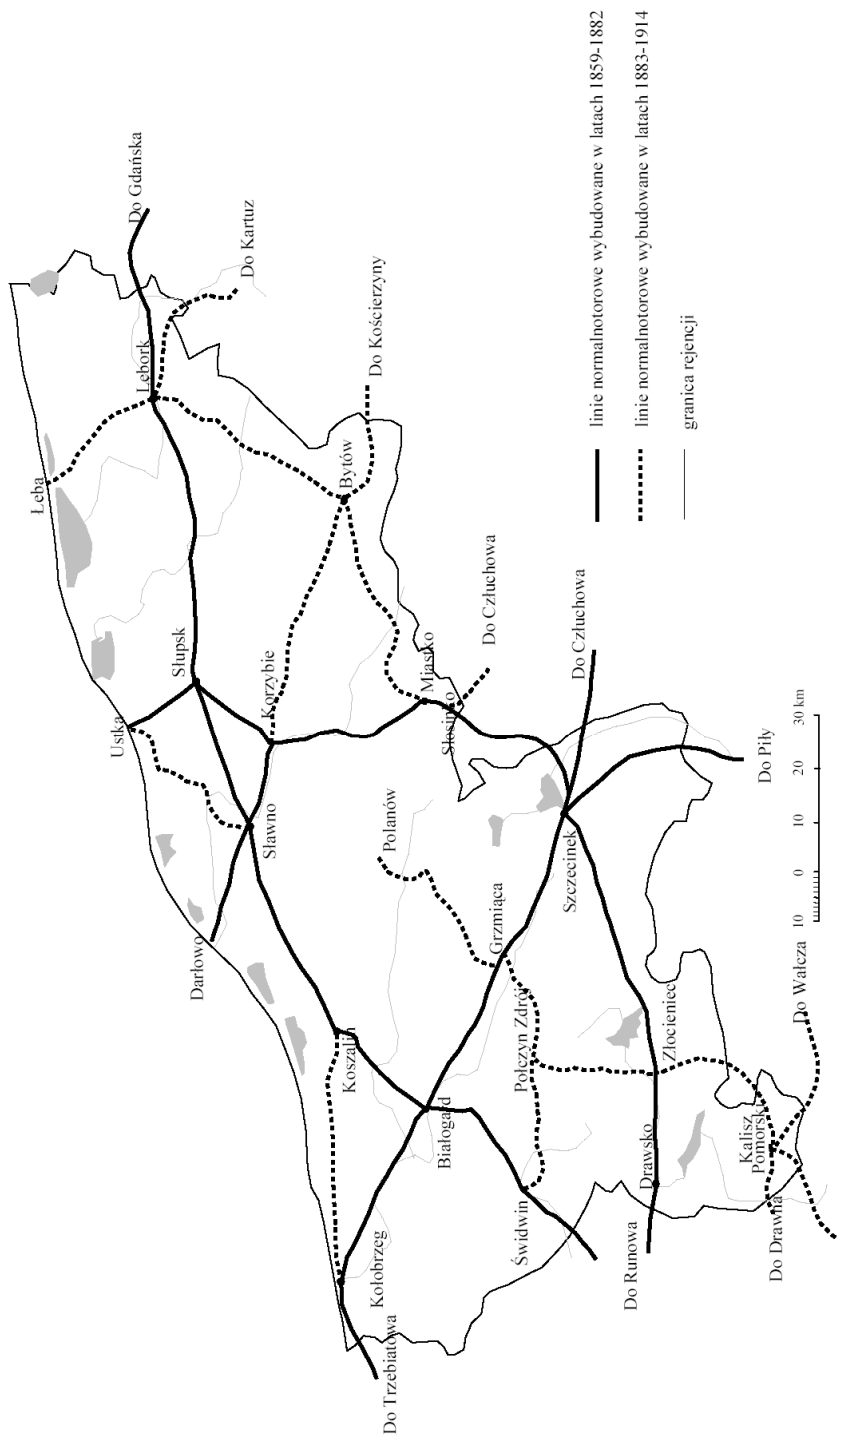 Do Gdańska
Do Kartuz
Lębork
Łeba
Do Kościerzyny
Bytów
Słupsk
Ustka
Korzybie
Miastko
Do Człuchowa
Słosinko
Do Człuchowa
Sławno
Polanów
Darłowo
Szczecinek
Do Piły
Grzmiąca
Koszalin
Połczyn Zdrój
Złocieniec
Do Wałcza
Białogard
Drawsko
Kalisz
Pomorski
Świdwin
Kołobrzeg
Do Runowa
Do Drawna
Do Trzebiatowa
linie normalnotorowe wybudowane w latach 1859-1882
linie normalnotorowe wybudowane w latach 1883-1914
granica rejencji
10 0 10 20 30 km